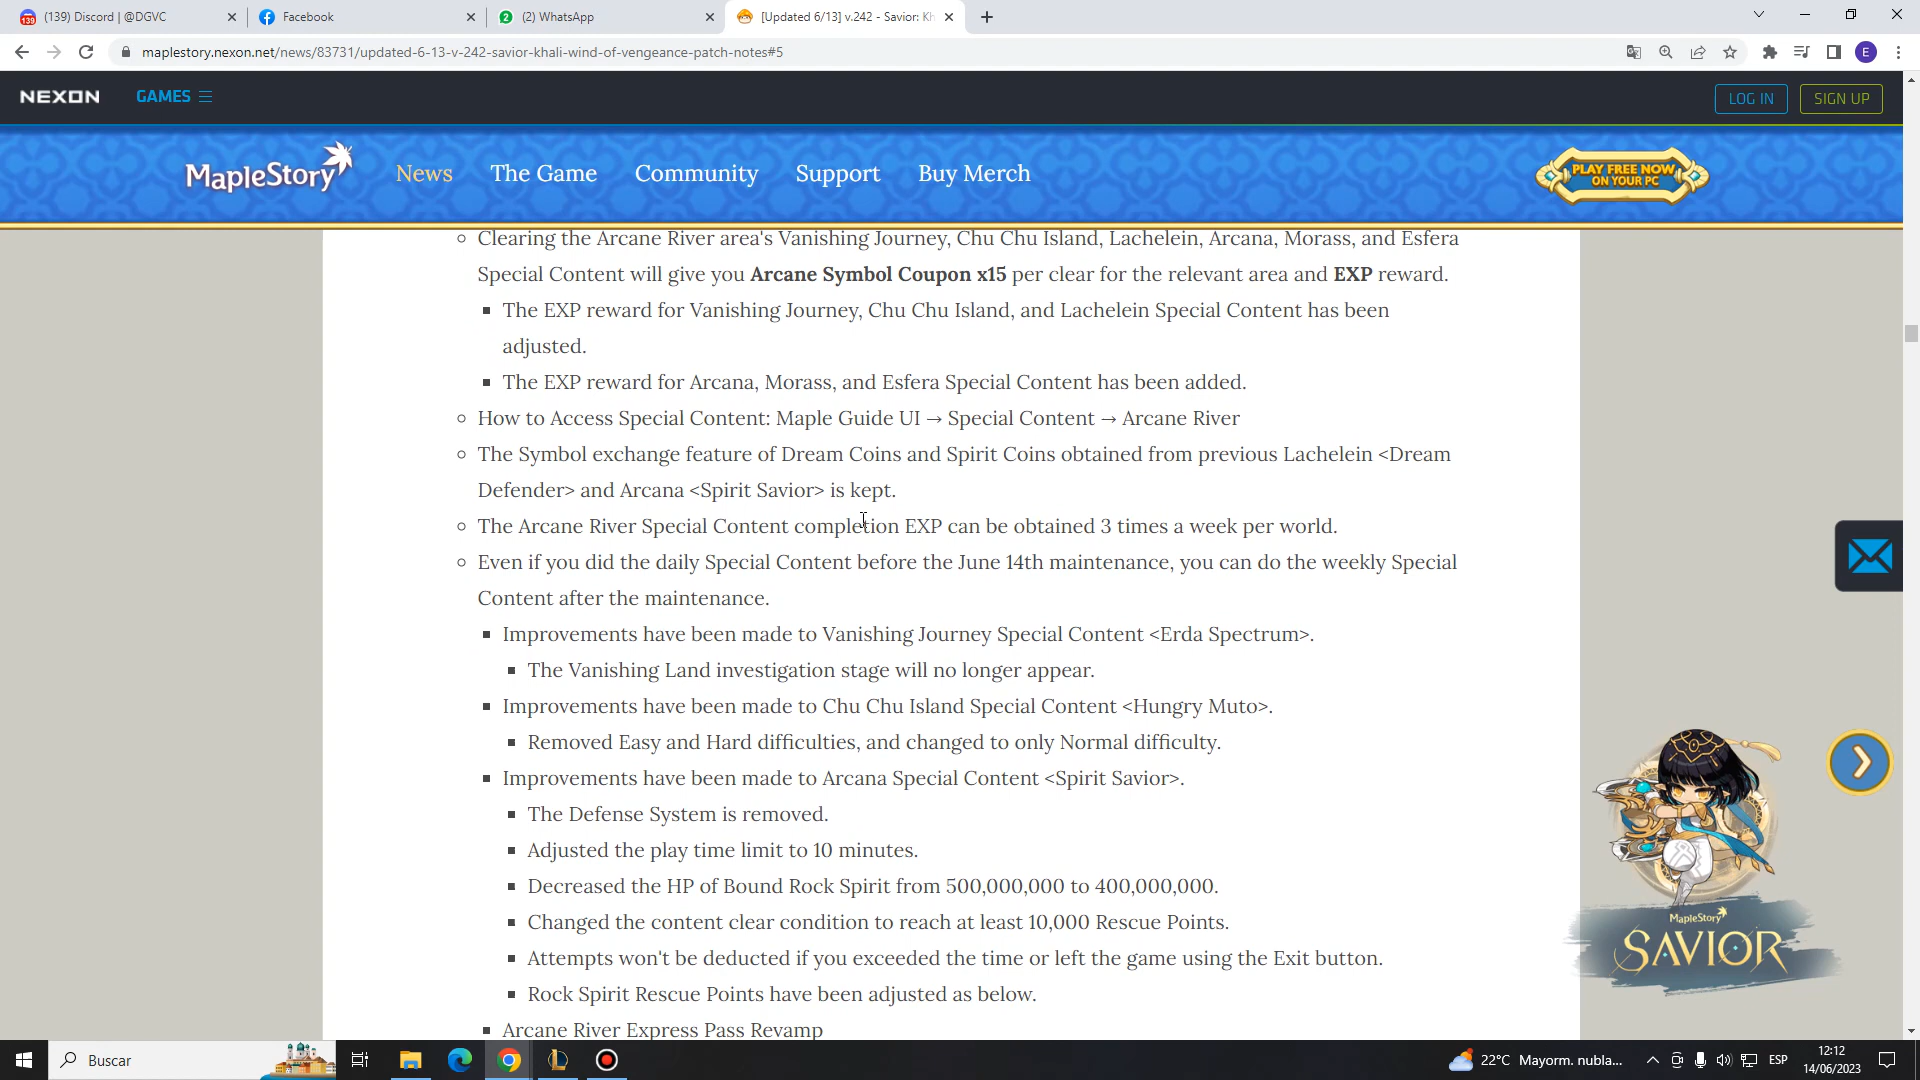 (139) Discord | @DGVC
Facebook
(2) WhatsApp
[Updated 6/13] v.242 - Savior: Kh
maplestory.nexon.net/news/83731/updated-6-13-v-242-savior-khali-wind-of-vengeance-patch-notes#5
E
NEXON
GAMES
LOG IN
SIGN UP
MapleStory
News
The Game
Community
Support
Buy Merch
PLAY FREE NOW
ON YOUR PC
Clearing the Arcane River area's Vanishing Journey, Chu Chu Island, Lachelein, Arcana, Morass, and Esfera
Special Content will give you Arcane Symbol Coupon x15 per clear for the relevant area and EXP reward.
The EXP reward for Vanishing Journey, Chu Chu Island, and Lachelein Special Content has been
adjusted.
The EXP reward for Arcana, Morass, and Esfera Special Content has been added.
How to Access Special Content: Maple Guide UI → Special Content → Arcane River
The Symbol exchange feature of Dream Coins and Spirit Coins obtained from previous Lachelein <Dream
Defender> and Arcana <Spirit Savior> is kept.
The Arcane River Special Content completion EXP can be obtained 3 times a week per world.
Even if you did the daily Special Content before the June 14th maintenance, you can do the weekly Special
Content after the maintenance.
Improvements have been made to Vanishing Journey Special Content <Erda Spectrum>.
The Vanishing Land investigation stage will no longer appear.
Improvements have been made to Chu Chu Island Special Content <Hungry Muto>.
Removed Easy and Hard difficulties, and changed to only Normal difficulty.
Improvements have been made to Arcana Special Content <Spirit Savior>.
The Defense System is removed.
Adjusted the play time limit to 10 minutes.
Decreased the HP of Bound Rock Spirit from 500,000,000 to 400,000,000.
Changed the content clear condition to reach at least 10,000 Rescue Points.
Attempts won't be deducted if you exceeded the time or left the game using the Exit button.
Rock Spirit Rescue Points have been adjusted as below.
Arcane River Express Pass Revamp
MapleStory
SAVIOR
Buscar
22°C Mayorm. nubla...
ESP
12:12
14/06/2023